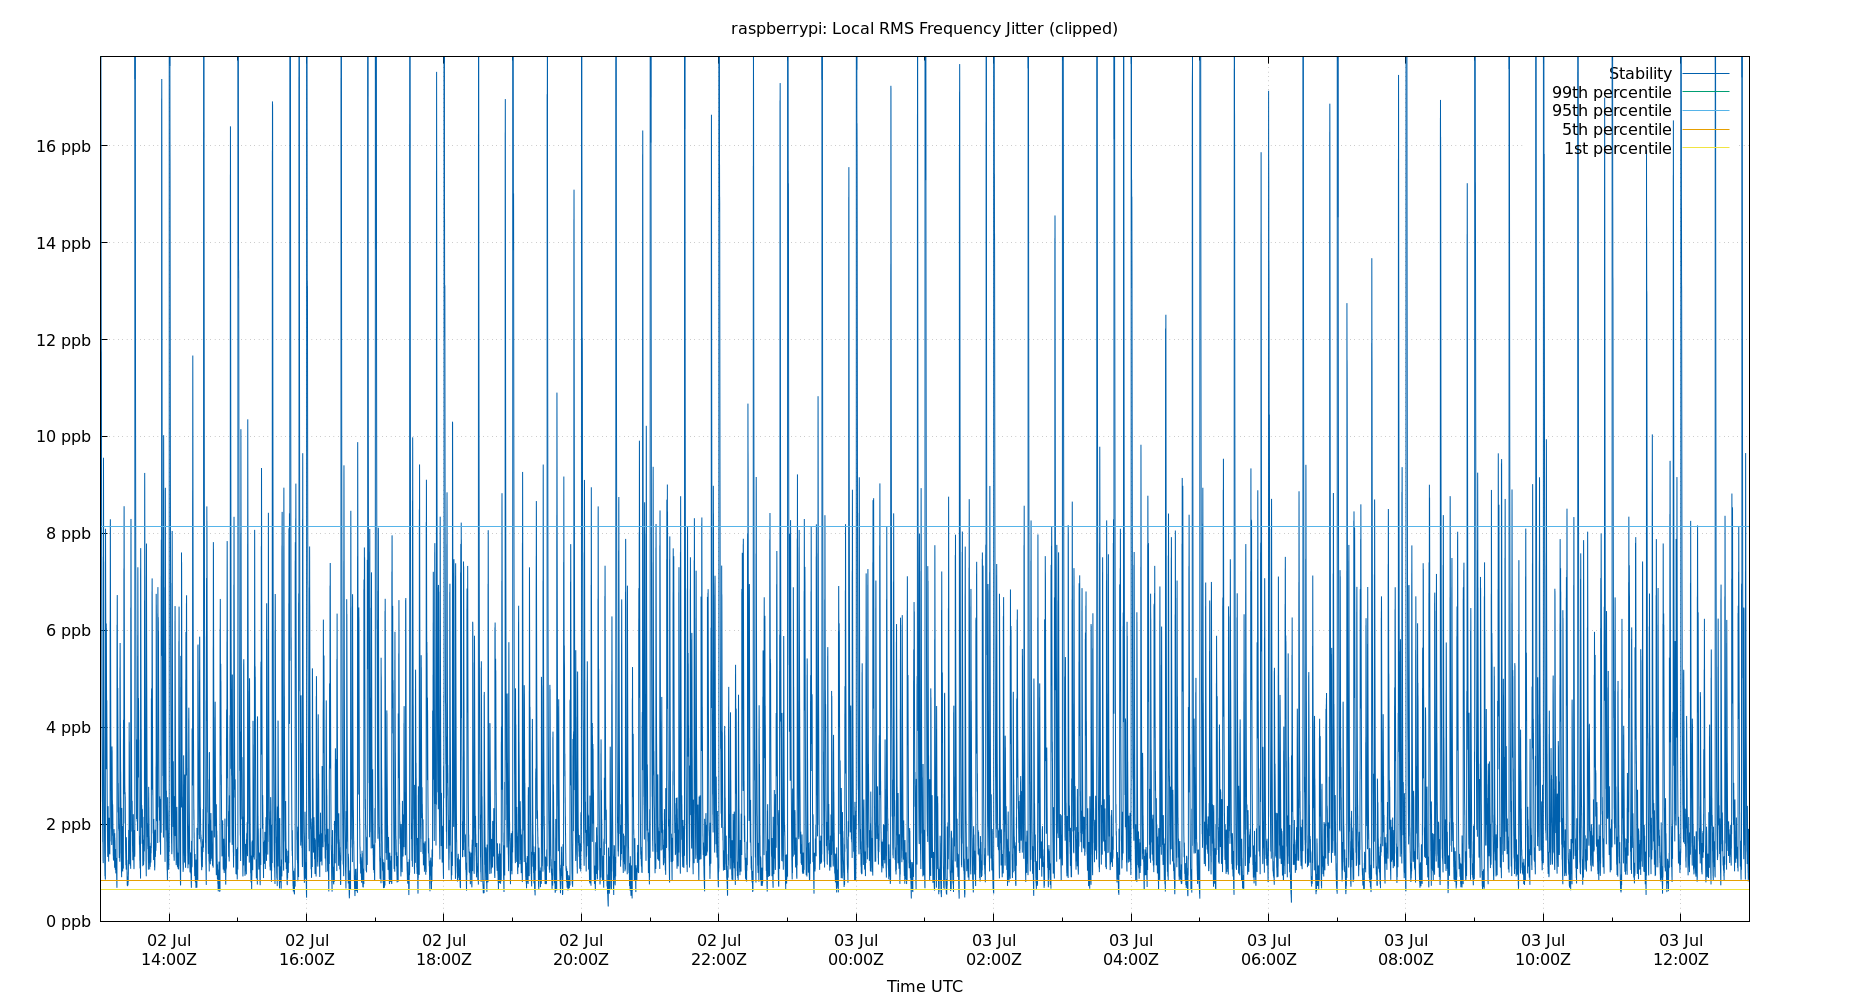 raspberrypi: Local RMS Frequency Jitter (clipped)
Stability
99th percentile
95th percentile
5th percentile
1st percentile
16 ppb
14 ppb
12 ppb
10 ppb
8 ppb
6 ppb
4 ppb
2 ppb
0 ppb
02 Jul 02 Jul 02 Jul 02 Jul 02 Jul 03 Jul 03 Jul 03 Jul 03 Jul 03 Jul 03 Jul 03 Jul
14:00Z 16:00Z 18:00Z 20:00Z 22:00Z 00:00Z 02:00Z 04:00Z 06:00Z 08:00Z 10:00Z 12:00Z
Time UTC